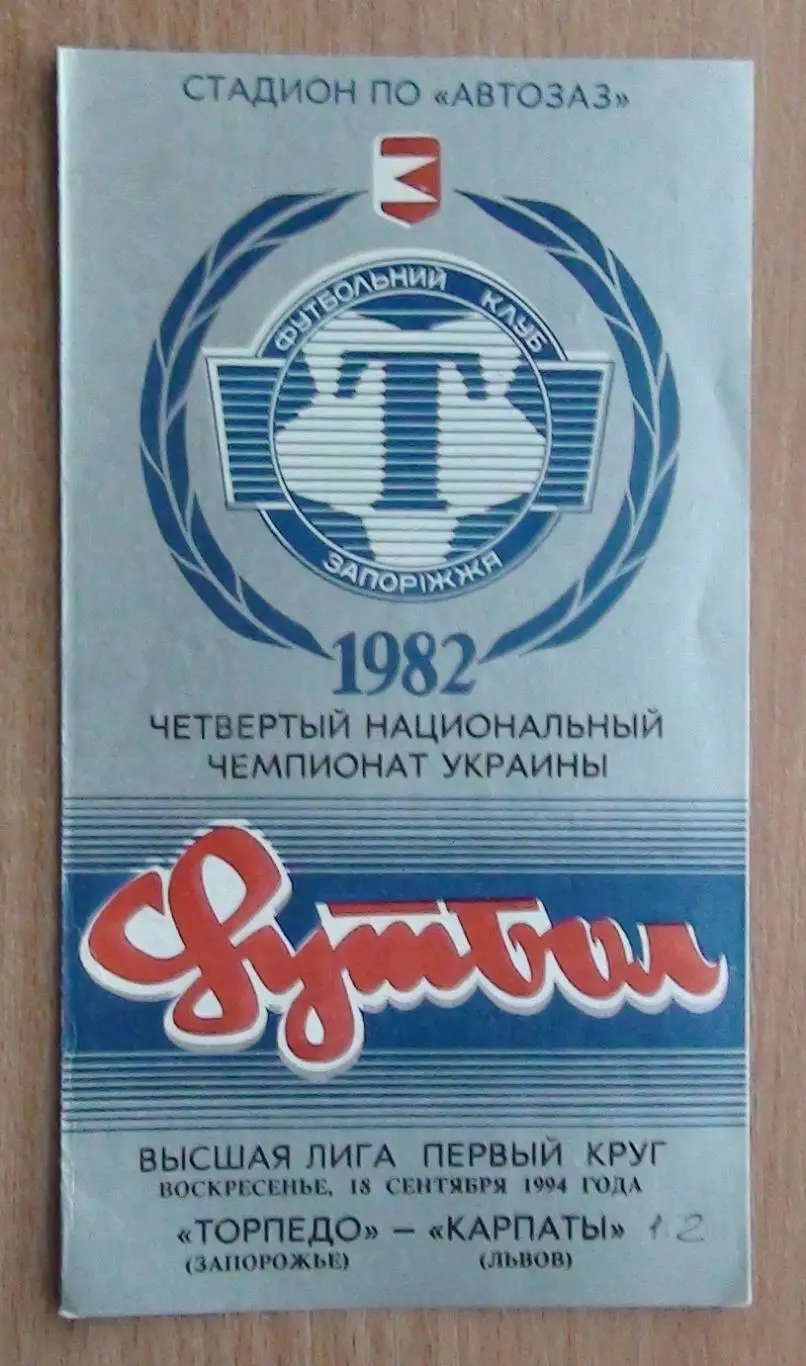 СТАДИОН ПО «АВТОЗАЗ»
ФУТБОЛЬНИЙ КЛУБ
Т
ЗАПОРІЖЖЯ
1982
ЧЕТВЕРТЫЙ НАЦИОНАЛЬНЫЙ
ЧЕМПИОНАТ УКРАИНЫ
Футбол
ВЫСШАЯ ЛИГА ПЕРВЫЙ КРУГ
ВОСКРЕСЕНЬЕ, 18 СЕНТЯБРЯ 1994 ГОДА
«ТОРПЕДО» — «КАРПАТЫ» 1:2
(ЗАПОРОЖЬЕ) (ЛЬВОВ)